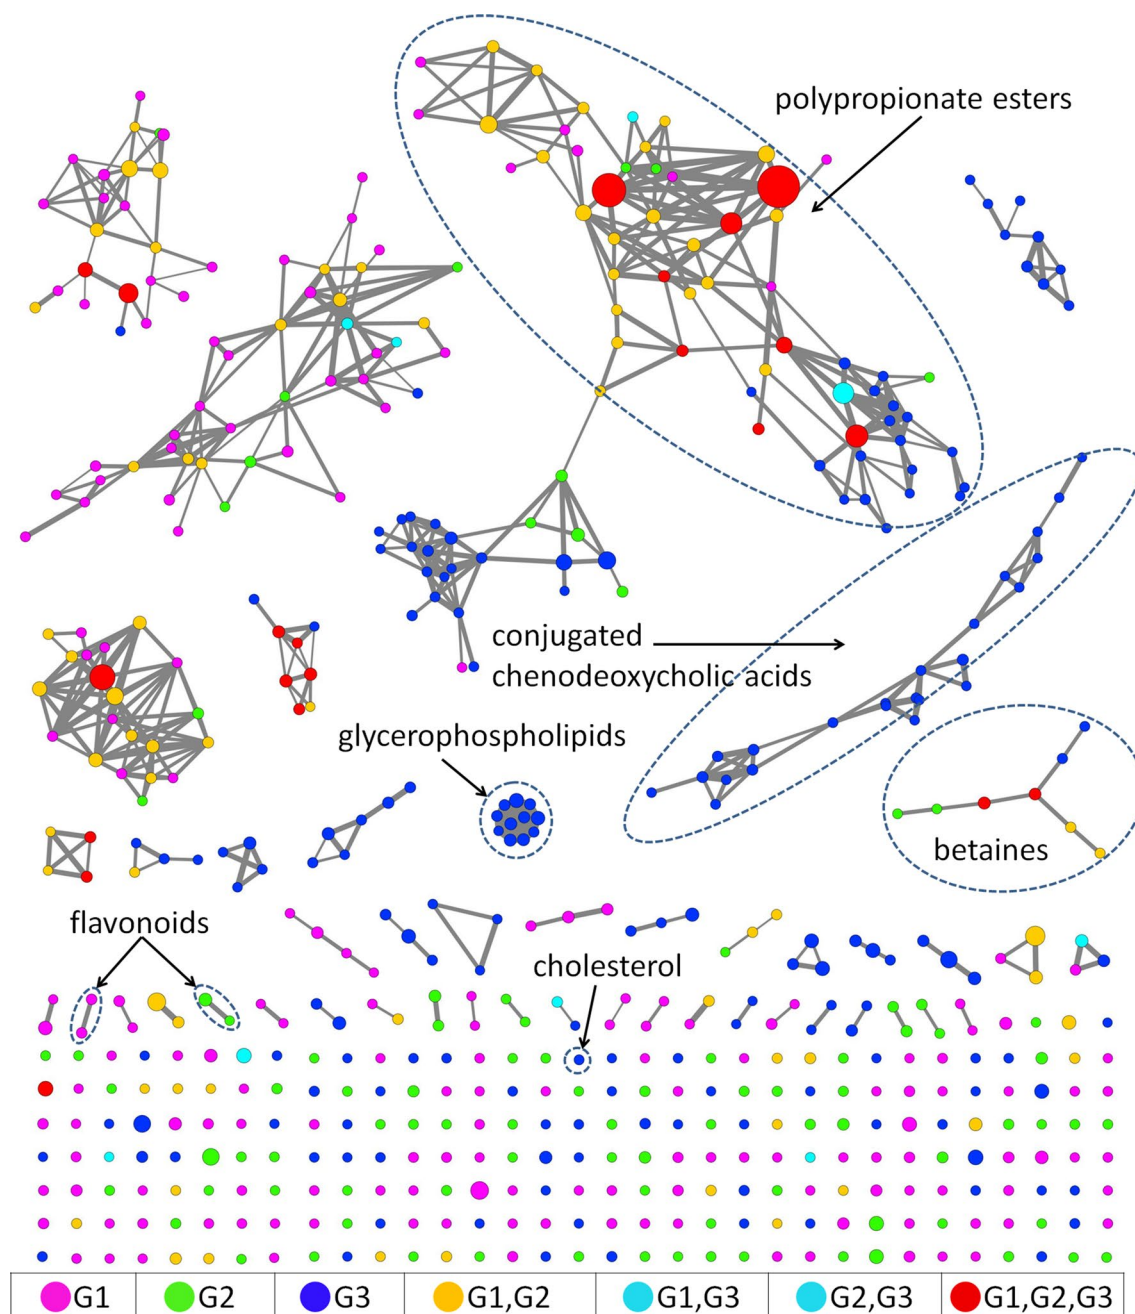 polypropionate esters
conjugated
chenodeoxycholic acids
glycerophospholipids
betaines
flavonoids
cholesterol
G1 G2 G3 G1,G2 G1,G3 G2,G3 G1,G2,G3